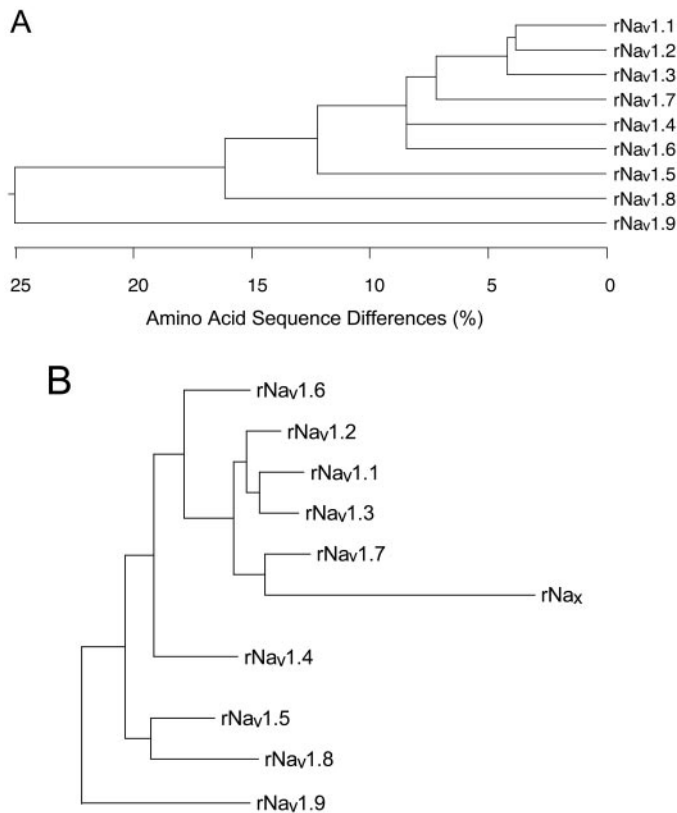 A
rNav1.1
rNav1.2
rNav1.3
rNav1.7
rNav1.4
rNav1.6
rNav1.5
rNav1.8
rNav1.9
25 20 15 10 5 0
Amino Acid Sequence Differences (%)
B
rNav1.6
rNav1.2
rNav1.1
rNav1.3
rNav1.7
rNax
rNav1.4
rNav1.5
rNav1.8
rNav1.9